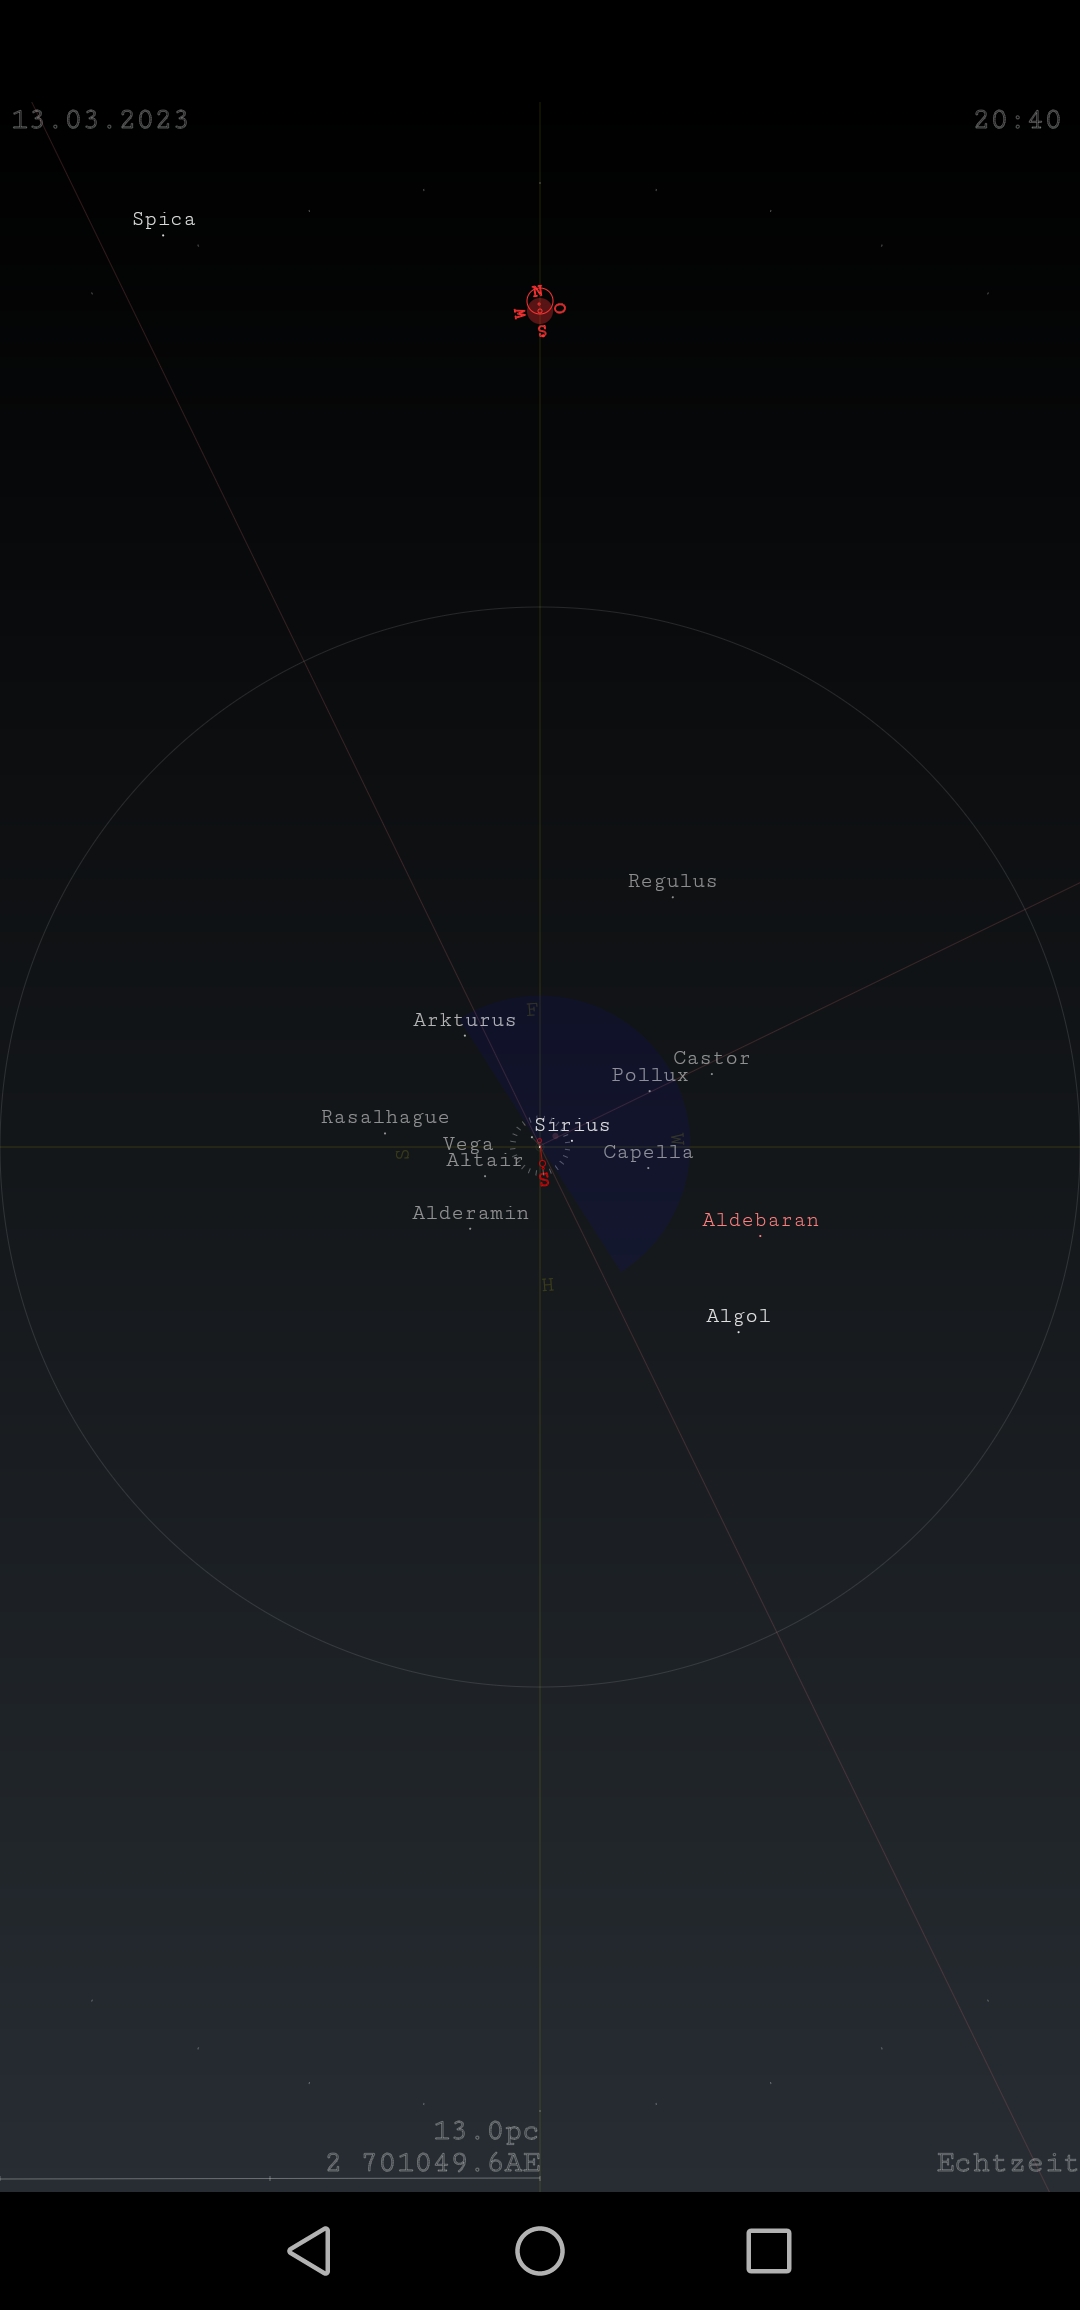 13.03.2023 20:40
Spica
N
W O
S
Regulus
F
Arkturus
Castor
Pollux
Rasalhague
Sirius
Vega
W
Capella
Altair
S
S
Alderamin
Aldebaran
H
Algol
13.0pc
2 701049.6AE Echtzeit